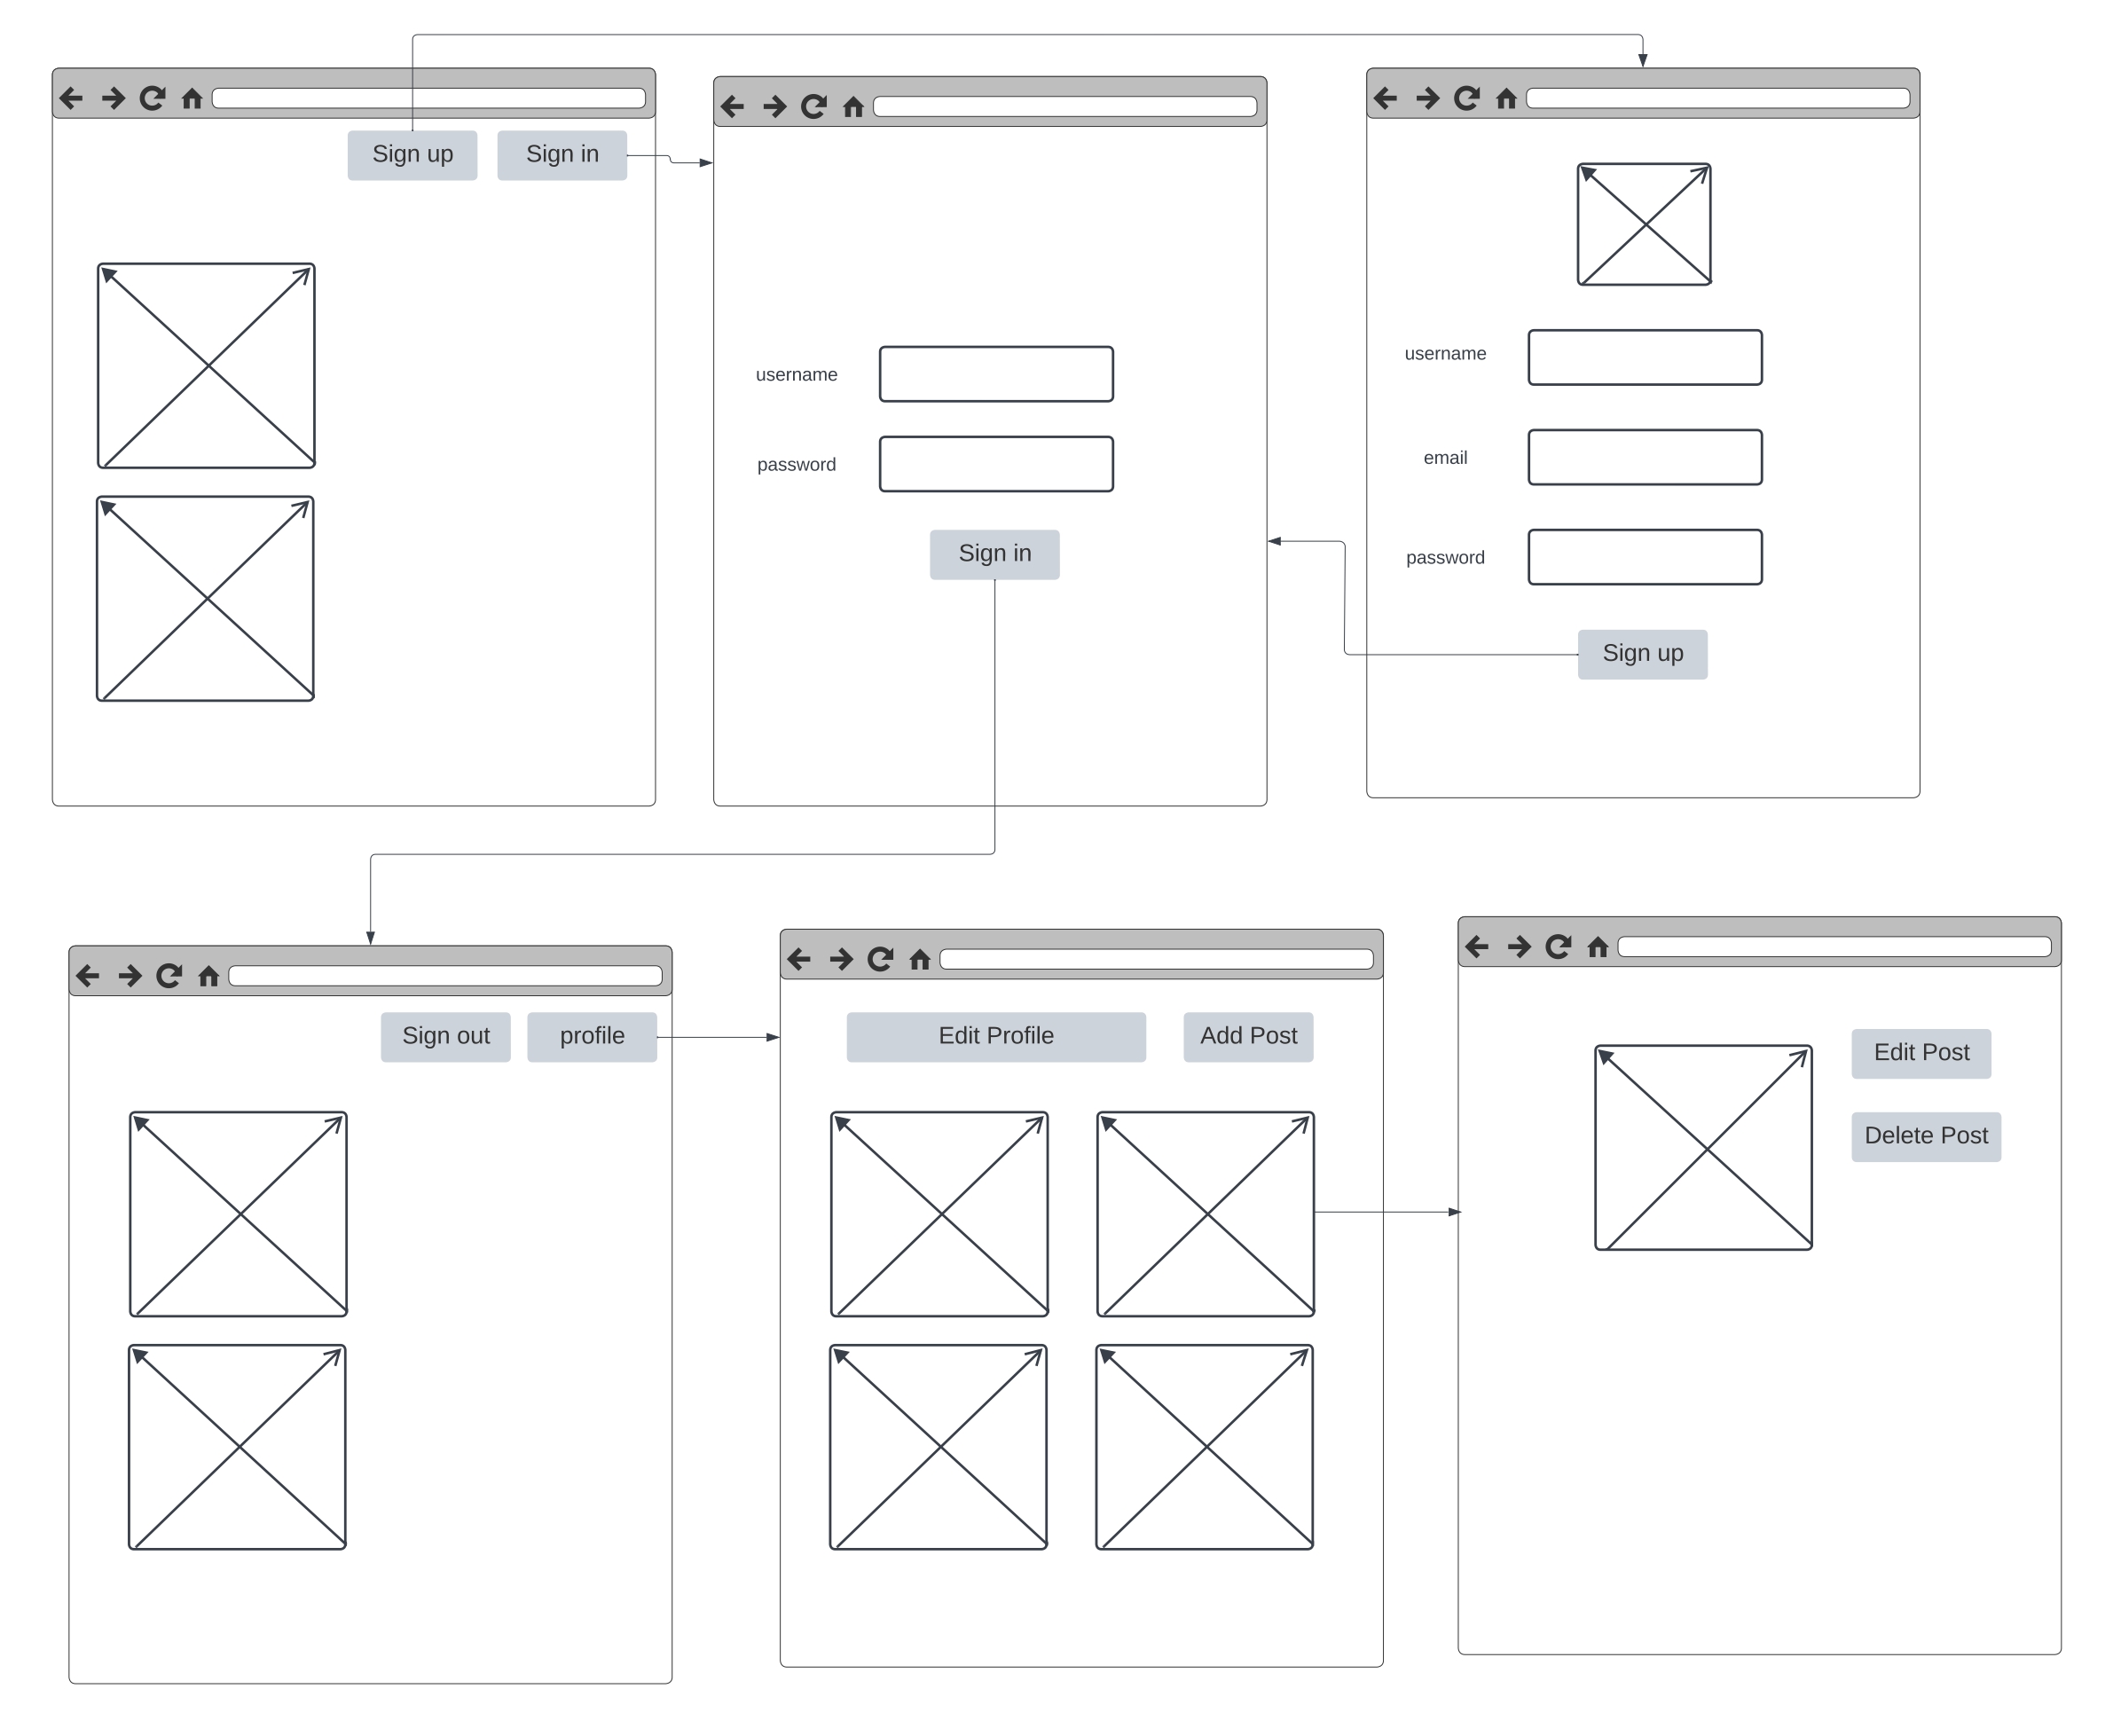 Sign up
Sign in
username
password
Sign in
username
email
password
Sign up
Sign out
profile
Edit Profile
Add Post
Edit Post
Delete Post